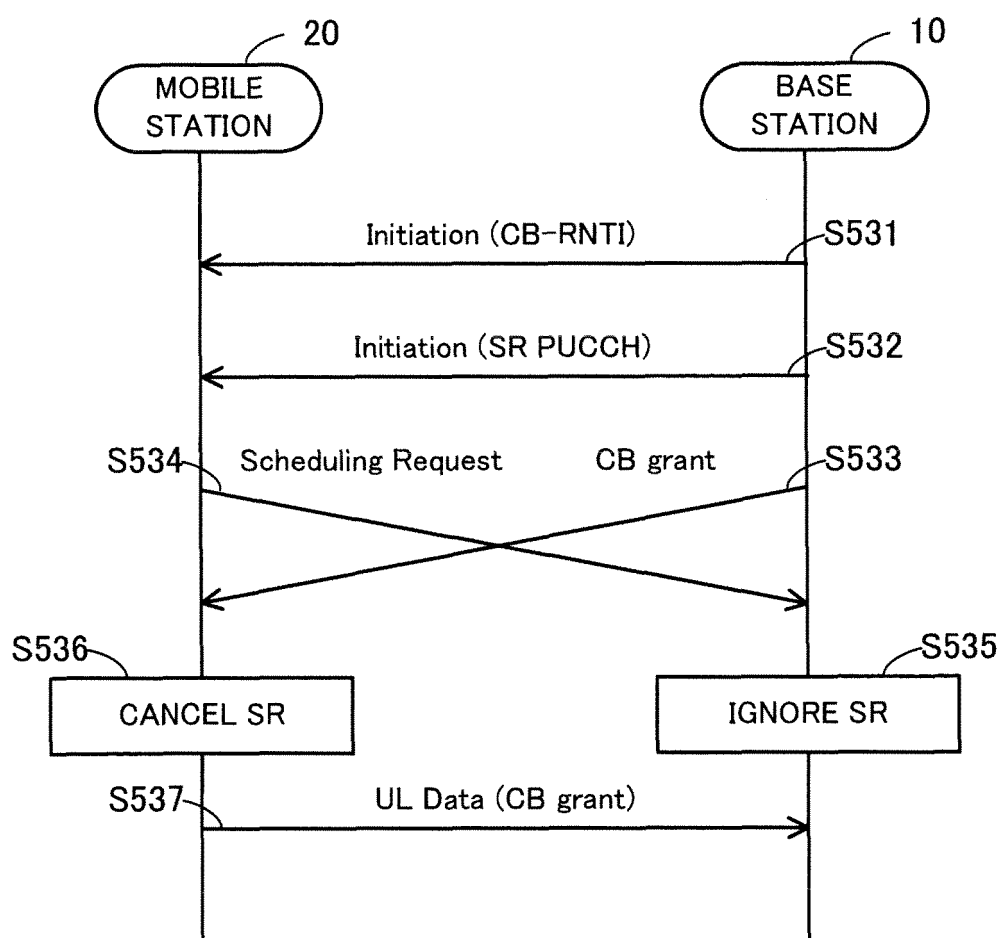 20
10
MOBILE
STATION
BASE
STATION
Initiation (CB-RNTI)
S531
Initiation (SR PUCCH)
S532
S534
Scheduling Request
CB grant
S533
S536
S535
CANCEL SR
IGNORE SR
S537
UL Data (CB grant)